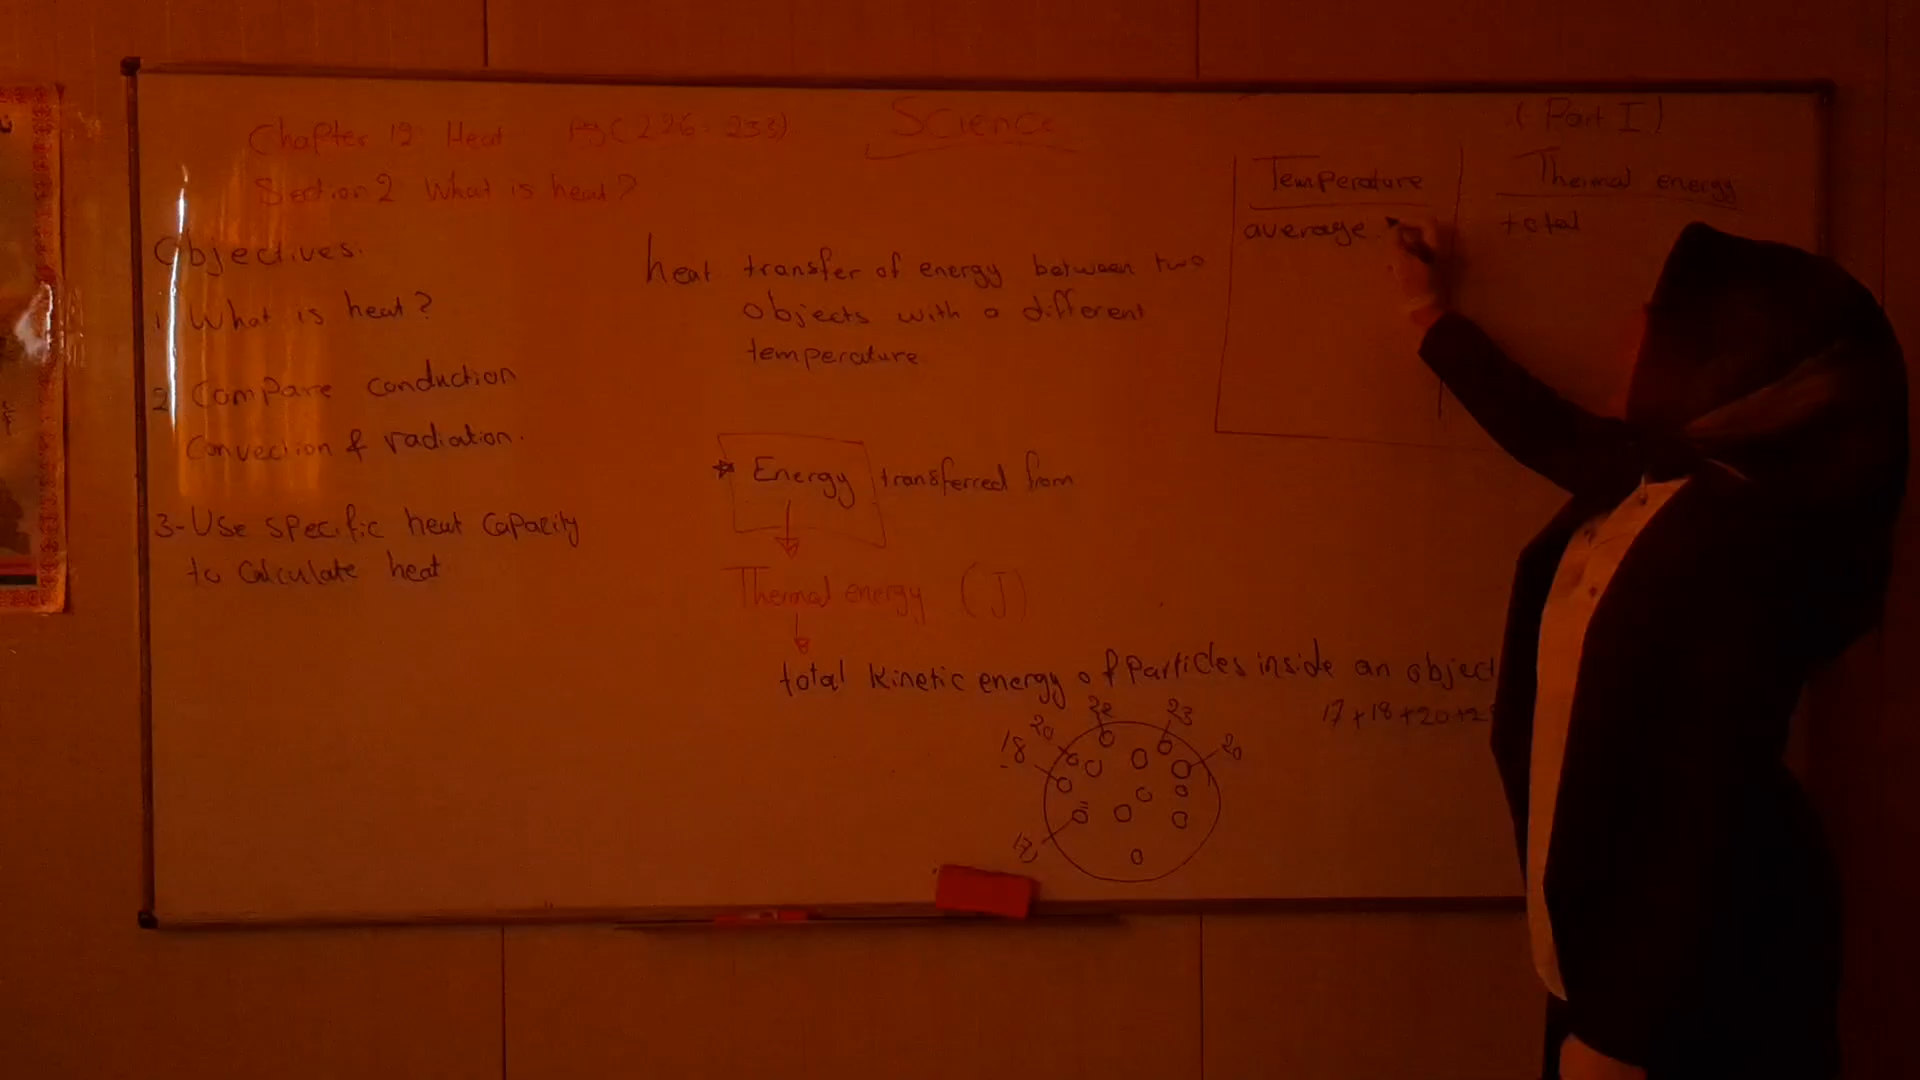 Science
(Part I)
Chapter 12 Heat
Section 2 What is heat?
Objectives:
1 What is heat?
2 Compare conduction
Convection & radiation.
3- Use specific heat capacity
to calculate heat
heat transfer of energy between two
objects with a different
temperature
* Energy transferred from
Thermal energy (J)
total kinetic energy of Particles inside an object
17+18+20+2
18 20 22 23 20
17
Temperature
average
Thermal energy
total